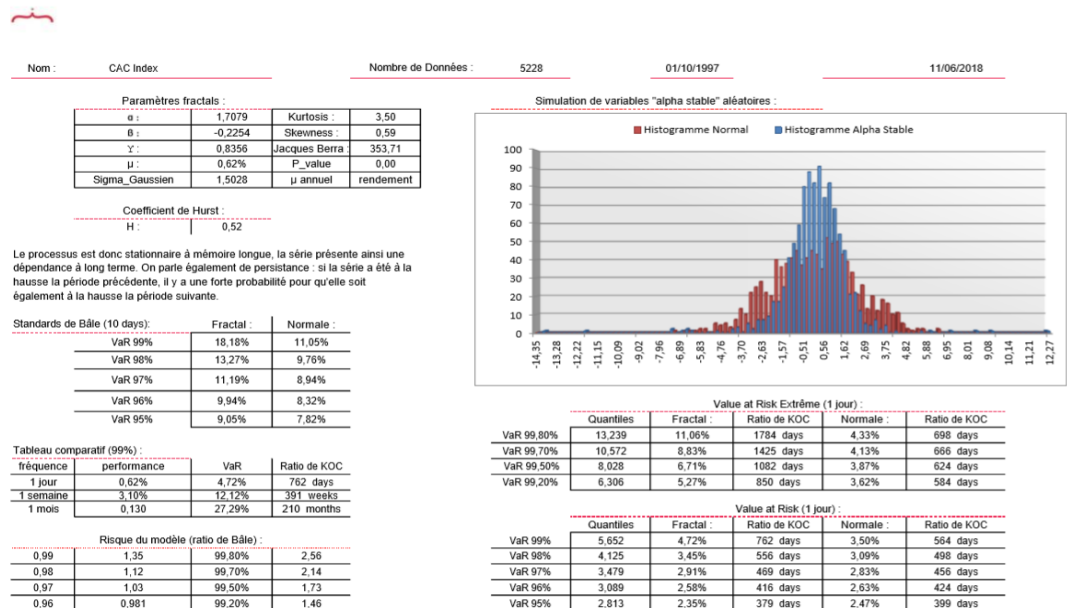 Nom : CAC Index Nombre de Données : 5228 01/10/1997 11/06/2018
Paramètres fractals :
α : 1,7079 Kurtosis : 3,50
β : -0,2254 Skewness : 0,59
Υ : 0,8356 Jacques Berra : 353,71
μ : 0,62% P_value 0,00
Sigma_Gaussien 1,5028 μ annuel rendement
Coefficient de Hurst :
H : 0,52
Le processus est donc stationnaire à mémoire longue, la série présente ainsi une
dépendance à long terme. On parle également de persistance : si la série a été à la
hausse la période précédente, il y a une forte probabilité pour qu'elle soit
également à la hausse la période suivante.
Standards de Bâle (10 days): Fractal : Normale :
VaR 99% 18,18% 11,05%
VaR 98% 13,27% 9,76%
VaR 97% 11,19% 8,94%
VaR 96% 9,94% 8,32%
VaR 95% 9,05% 7,82%
Tableau comparatif (99%) :
fréquence performance VaR Ratio de KOC
1 jour 0,62% 4,72% 762 days
1 semaine 3,10% 12,12% 391 weeks
1 mois 0,130 27,29% 210 months
Risque du modèle (ratio de Bâle) :
0,99 1,35 99,80% 2,56
0,98 1,12 99,70% 2,14
0,97 1,03 99,50% 1,73
0,96 0,981 99,20% 1,46
Simulation de variables "alpha stable" aléatoires :
Histogramme Normal Histogramme Alpha Stable
100
90
80
70
60
50
40
30
20
10
0
-14,35 -13,28 -12,22 -11,15 -10,09 -9,02 -7,96 -6,89 -5,83 -4,76 -3,70 -2,63 -1,57 -0,51 0,56 1,62 2,69 3,75 4,82 5,88 6,95 8,01 9,08 10,14 11,21 12,27
Value at Risk Extrême (1 jour) :
Quantiles Fractal : Ratio de KOC Normale : Ratio de KOC
VaR 99,80% 13,239 11,06% 1784 days 4,33% 698 days
VaR 99,70% 10,572 8,83% 1425 days 4,13% 666 days
VaR 99,50% 8,028 6,71% 1082 days 3,87% 624 days
VaR 99,20% 6,306 5,27% 850 days 3,62% 584 days
Value at Risk (1 jour) :
Quantiles Fractal : Ratio de KOC Normale : Ratio de KOC
VaR 99% 5,652 4,72% 762 days 3,50% 564 days
VaR 98% 4,125 3,45% 556 days 3,09% 498 days
VaR 97% 3,479 2,91% 469 days 2,83% 456 days
VaR 96% 3,089 2,58% 416 days 2,63% 424 days
VaR 95% 2,813 2,35% 379 days 2,47% 399 days